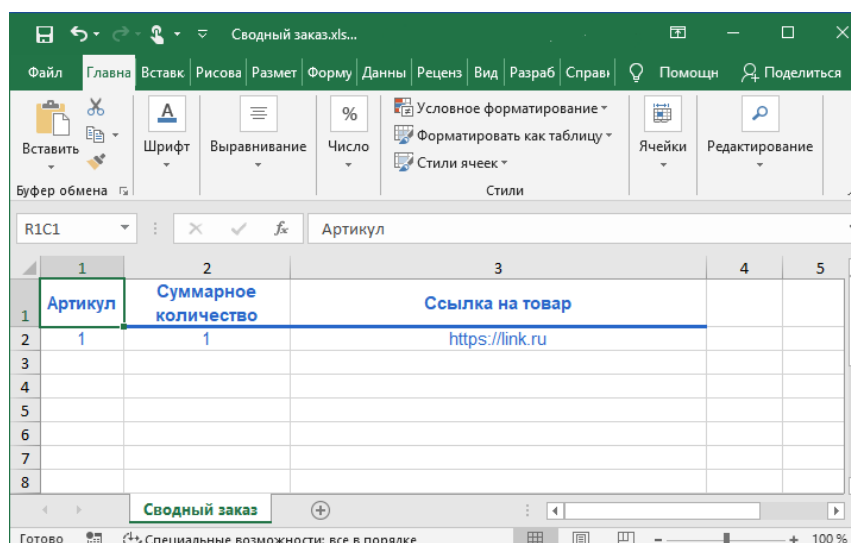 Сводный заказ.xls...
Файл Главна Вставк Рисова Размет Форму Данны Реценз Вид Разраб Справк Помощн Поделиться
Вставить
Буфер обмена
Шрифт
Выравнивание
%
Число
Условное форматирование
Форматировать как таблицу
Стили ячеек
Стили
Ячейки
Редактирование
R1C1 fx Артикул
1 2 3 4 5
1 Артикул Суммарное количество Ссылка на товар
2 1 1 https://link.ru
3
4
5
6
7
8
Сводный заказ
Готово Специальные возможности: все в порядке 100 %